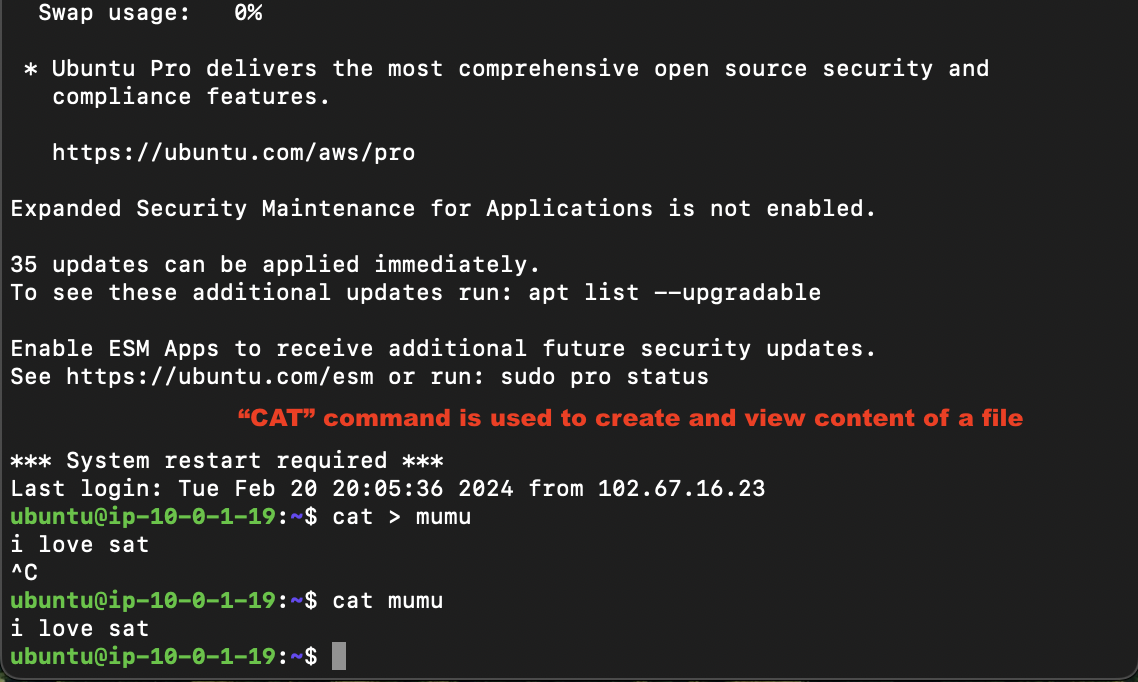 Swap usage:   0%
* Ubuntu Pro delivers the most comprehensive open source security and
compliance features.
https://ubuntu.com/aws/pro
Expanded Security Maintenance for Applications is not enabled.
35 updates can be applied immediately.
To see these additional updates run: apt list --upgradable
Enable ESM Apps to receive additional future security updates.
See https://ubuntu.com/esm or run: sudo pro status
“CAT” command is used to create and view content of a file
*** System restart required ***
Last login: Tue Feb 20 20:05:36 2024 from 102.67.16.23
ubuntu@ip-10-0-1-19:~$ cat > mumu
i love sat
^C
ubuntu@ip-10-0-1-19:~$ cat mumu
i love sat
ubuntu@ip-10-0-1-19:~$